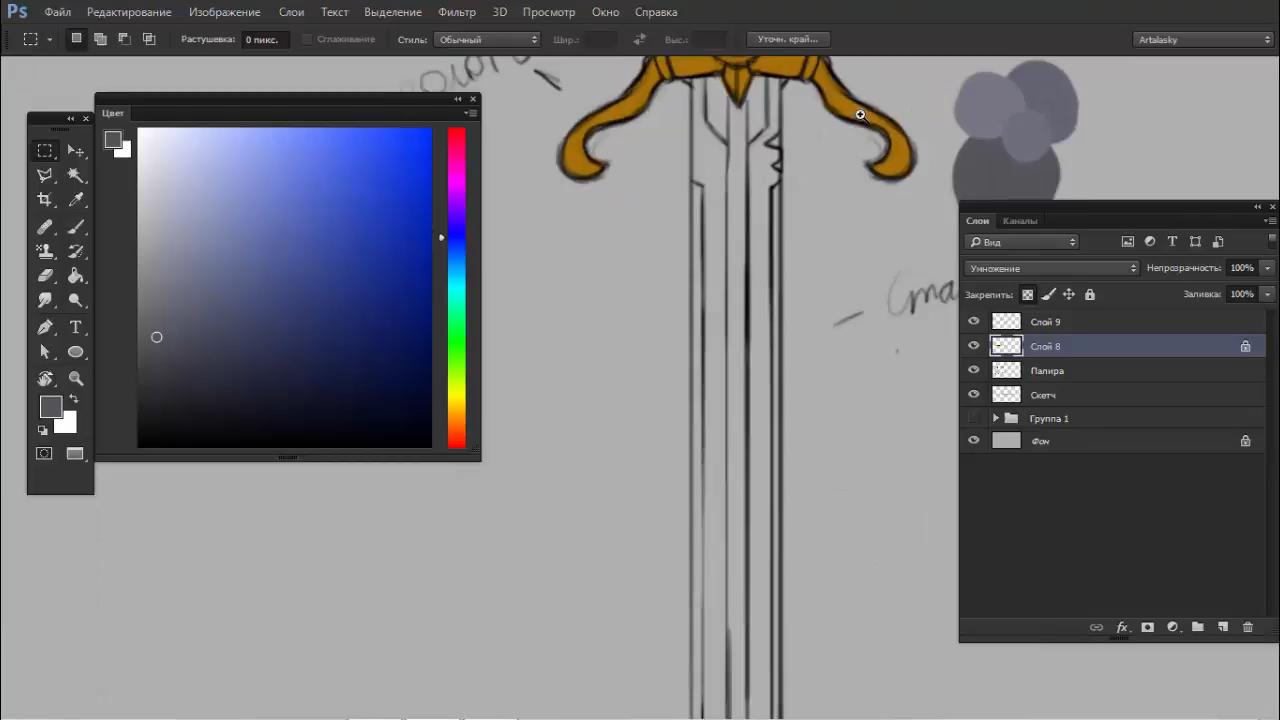 Ps Файл Редактирование Изображение Слои Текст Выделение Фильтр 3D Просмотр Окно Справка
Растушевка: 0 пикс. Сглаживание Стиль: Обычный Шир.: Выс.: Уточн. край... Artalasky
Цвет
Слои Каналы
Вид
Умножение Непрозрачность: 100%
Закрепить: Заливка: 100%
Слой 9
Слой 8
Палира
Скетч
Группа 1
Фон